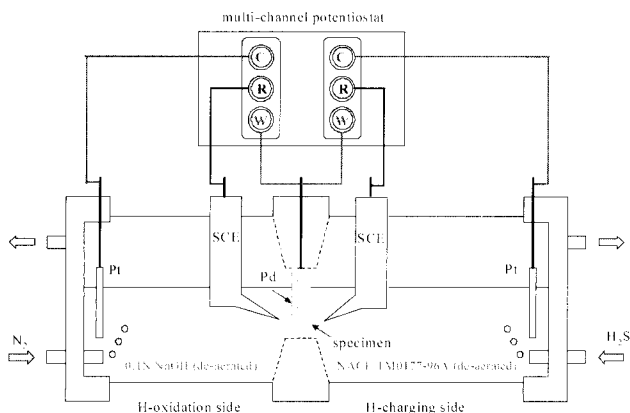 multi-channel potentiostat
C C
R R
W W
SCE SCE
Pt Pd Pt
N₂ H₂S
specimen
0.1N NaOH (de-aerated) NACE TM0177-96A (de-aerated)
H-oxidation side H-charging side